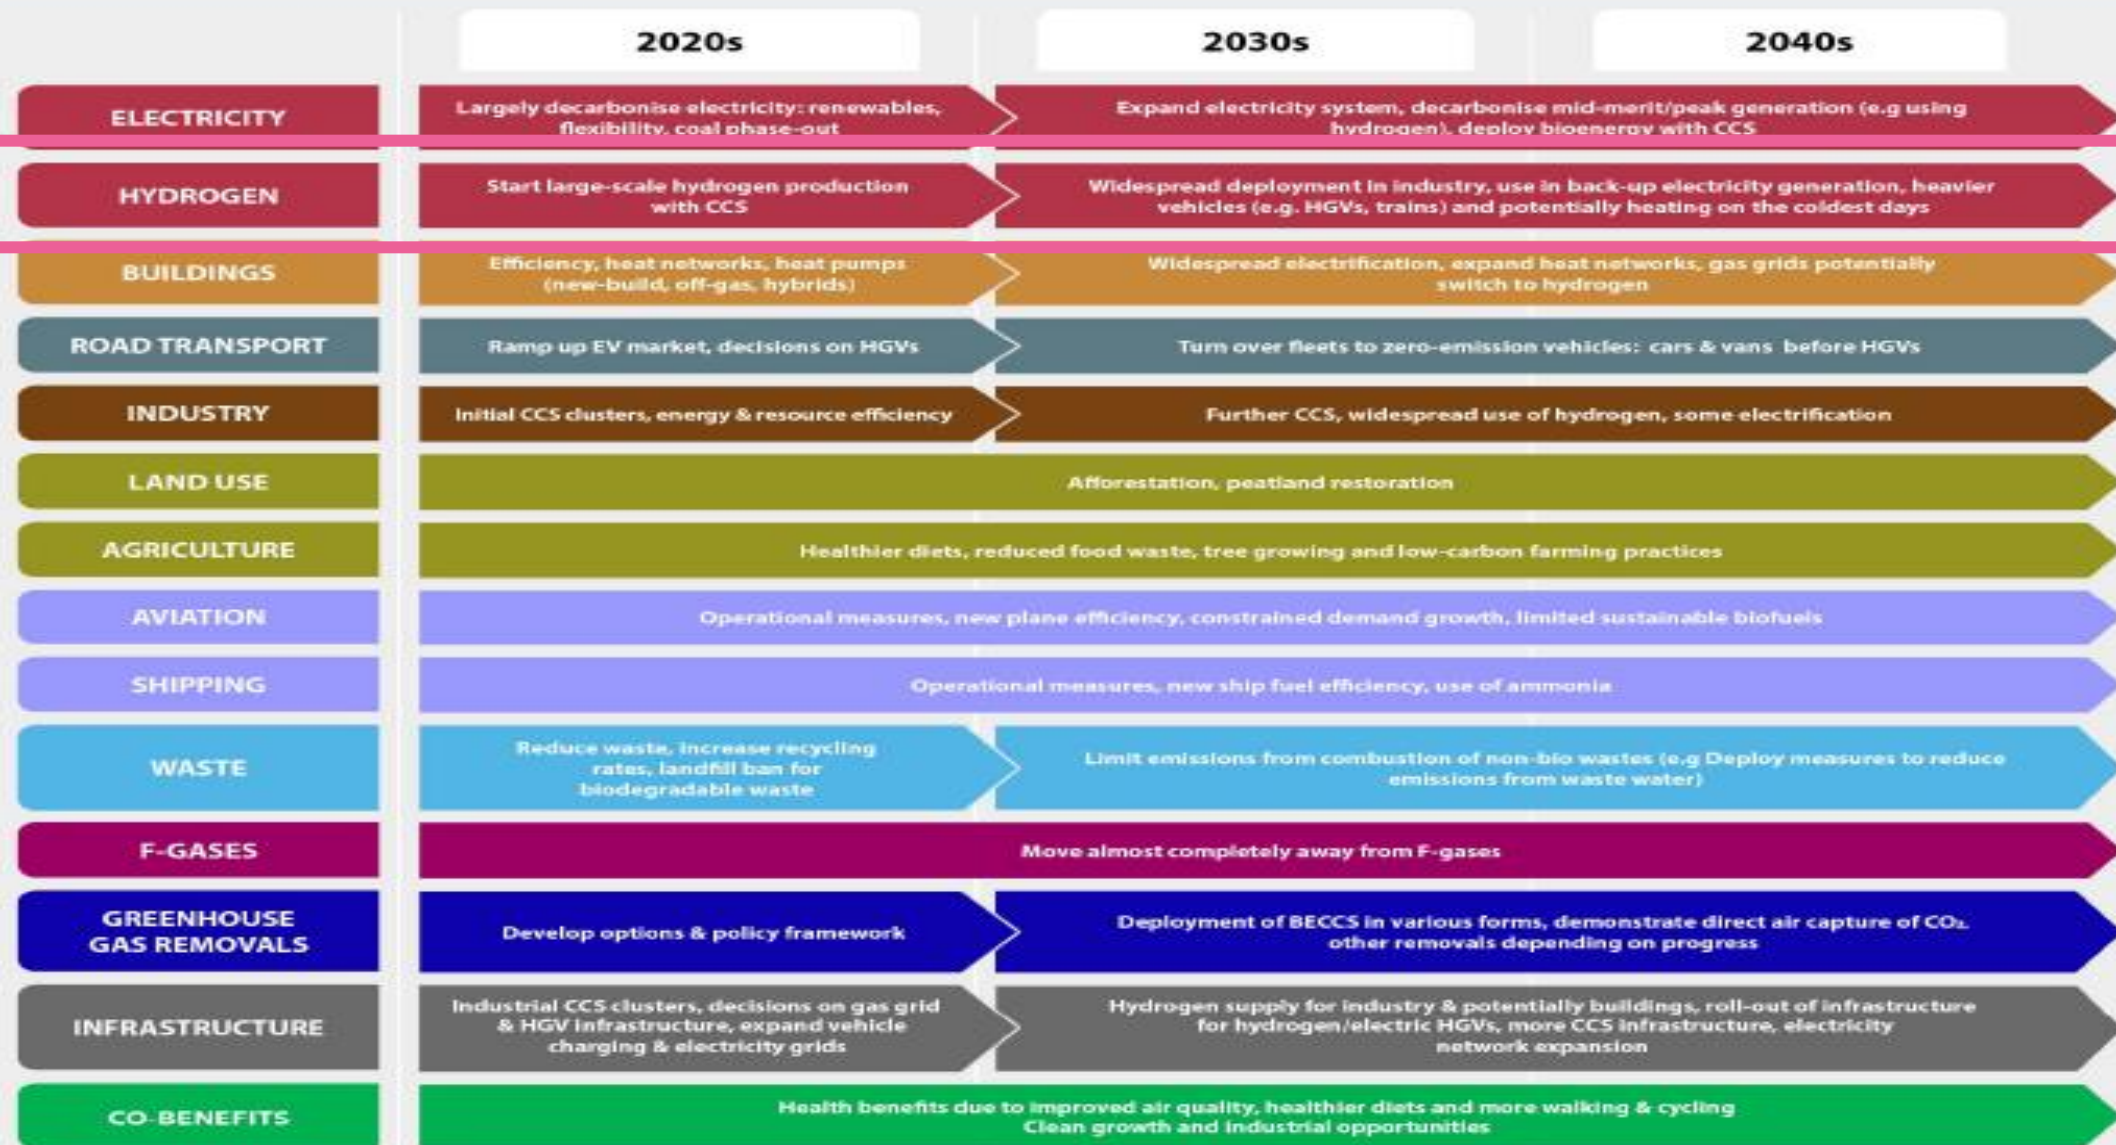 2020s
2030s
2040s
ELECTRICITY
Largely decarbonise electricity: renewables,
flexibility, coal phase-out
Expand electricity system, decarbonise mid-merit/peak generation (e.g using
hydrogen), deploy bioenergy with CCS
HYDROGEN
Start large-scale hydrogen production
with CCS
Widespread deployment in industry, use in back-up electricity generation, heavier
vehicles (e.g. HGVs, trains) and potentially heating on the coldest days
BUILDINGS
Efficiency, heat networks, heat pumps
(new-build, off-gas, hybrids)
Widespread electrification, expand heat networks, gas grids potentially
switch to hydrogen
ROAD TRANSPORT
Ramp up EV market, decisions on HGVs
Turn over fleets to zero-emission vehicles: cars & vans before HGVs
INDUSTRY
Initial CCS clusters, energy & resource efficiency
Further CCS, widespread use of hydrogen, some electrification
LAND USE
Afforestation, peatland restoration
AGRICULTURE
Healthier diets, reduced food waste, tree growing and low-carbon farming practices
AVIATION
Operational measures, new plane efficiency, constrained demand growth, limited sustainable biofuels
SHIPPING
Operational measures, new ship fuel efficiency, use of ammonia
WASTE
Reduce waste, increase recycling
rates, landfill ban for
biodegradable waste
Limit emissions from combustion of non-bio wastes (e.g Deploy measures to reduce
emissions from waste water)
F-GASES
Move almost completely away from F-gases
GREENHOUSE
GAS REMOVALS
Develop options & policy framework
Deployment of BECCS in various forms, demonstrate direct air capture of CO₂.
other removals depending on progress
INFRASTRUCTURE
Industrial CCS clusters, decisions on gas grid
& HGV infrastructure, expand vehicle
charging & electricity grids
Hydrogen supply for industry & potentially buildings, roll-out of infrastructure
for hydrogen/electric HGVs, more CCS infrastructure, electricity
network expansion
CO-BENEFITS
Health benefits due to improved air quality, healthier diets and more walking & cycling
Clean growth and industrial opportunities